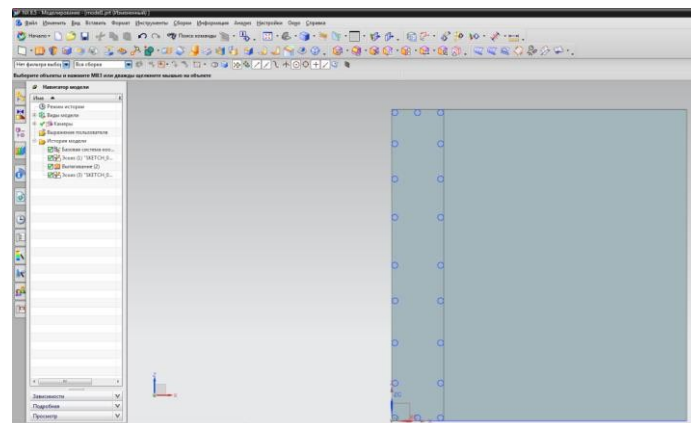 NX 8.5 - Моделирование - [model1.prt (Измененный)]
Файл Изменить Вид Вставить Формат Инструменты Сборки Информация Анализ Настройки Окно Справка
Начало Поиск команды
Нет фильтра выбор Вся сборка
Выберите объекты и нажмите MB3 или дважды щелкните мышью на объекте
Навигатор модели
Имя
Режим истории
Виды модели
Камеры
Выражения пользователя
История модели
Базовая система коо...
Эскиз (1) "SKETCH_0...
Вытягивание (2)
Эскиз (3) "SKETCH_0...
Зависимости
Подробнее
Просмотр